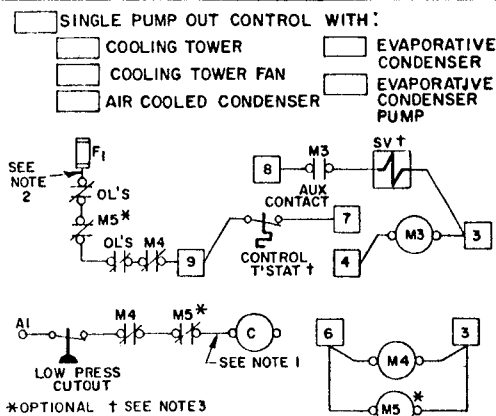 SINGLE PUMP OUT CONTROL WITH:
COOLING TOWER
COOLING TOWER FAN
AIR COOLED CONDENSER
EVAPORATIVE
CONDENSER
EVAPORATIVE
CONDENSER
PUMP
F1
SEE
NOTE
2
OL'S
M5*
OL'S M4
9
8
M3
AUX
CONTACT
SV †
CONTROL
T'STAT †
7
4
M3
3
A1
LOW PRESS
CUTOUT
M4
M5*
C
SEE NOTE 1
6
3
M4
M5 *
*OPTIONAL † SEE NOTE 3